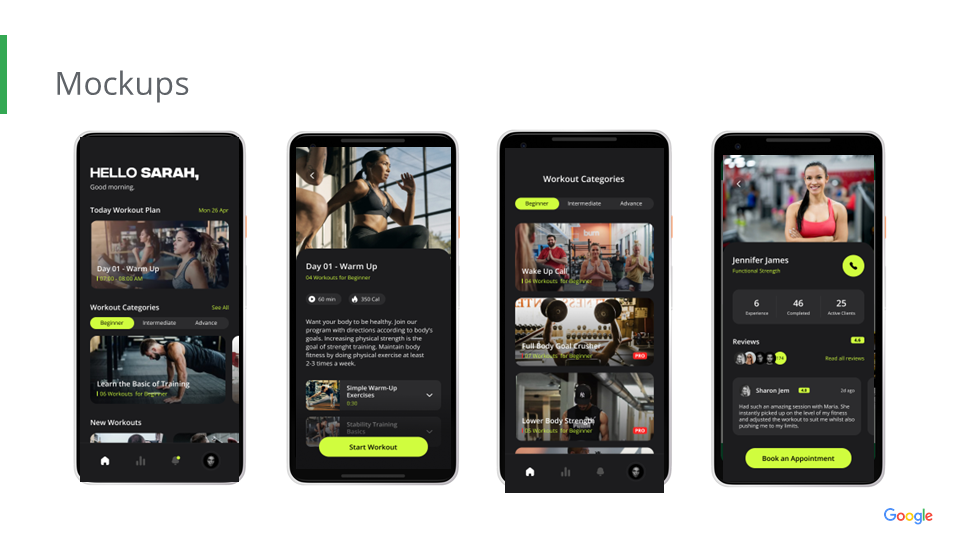 Mockups
HELLO SARAH,
Good morning.
Today Workout Plan
Mon 26 Apr
Day 01 - Warm Up
07:00 - 08:00 AM
Workout Categories
See All
Beginner
Intermediate
Advance
Learn the Basic of Training
06 Workouts for Beginner
New Workouts
Day 01 - Warm Up
04 Workouts for Beginner
60 min
350 Cal
Want your body to be healthy. Join our
program with directions according to body's
goals. Increasing physical strength is the
goal of strenght training. Maintain body
fitness by doing physical exercise at least
2-3 times a week.
Simple Warm-Up
Exercises
0:30
Stability Training
Basics
Start Workout
Workout Categories
Beginner
Intermediate
Advance
burn
Wake Up Call
04 Workouts for Beginner
Full Body Goal Crusher
07 Workouts for Beginner
PRO
Lower Body Strength
05 Workouts for Beginner
PRO
Jennifer James
Functional Strength
6
Experience
46
Completed
25
Active Clients
Reviews
4.6
+74
Read all reviews
Sharon Jem
4.8
2d ago
Had such an amazing session with Maria. She
instantly picked up on the level of my fitness
and adjusted the workout to suit me whilst also
pushing me to my limits.
Book an Appointment
Google